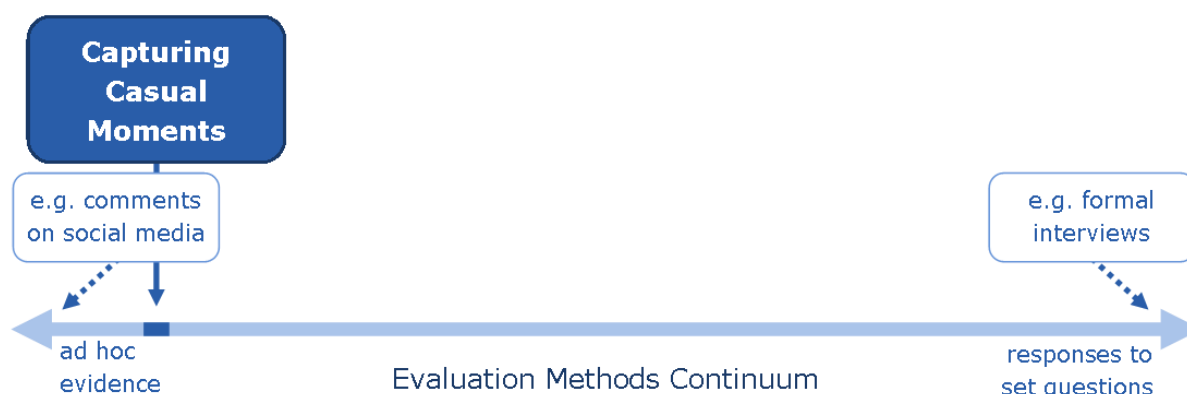 Capturing
Casual
Moments
e.g. comments
on social media
e.g. formal
interviews
ad hoc
evidence
Evaluation Methods Continuum
responses to
set questions